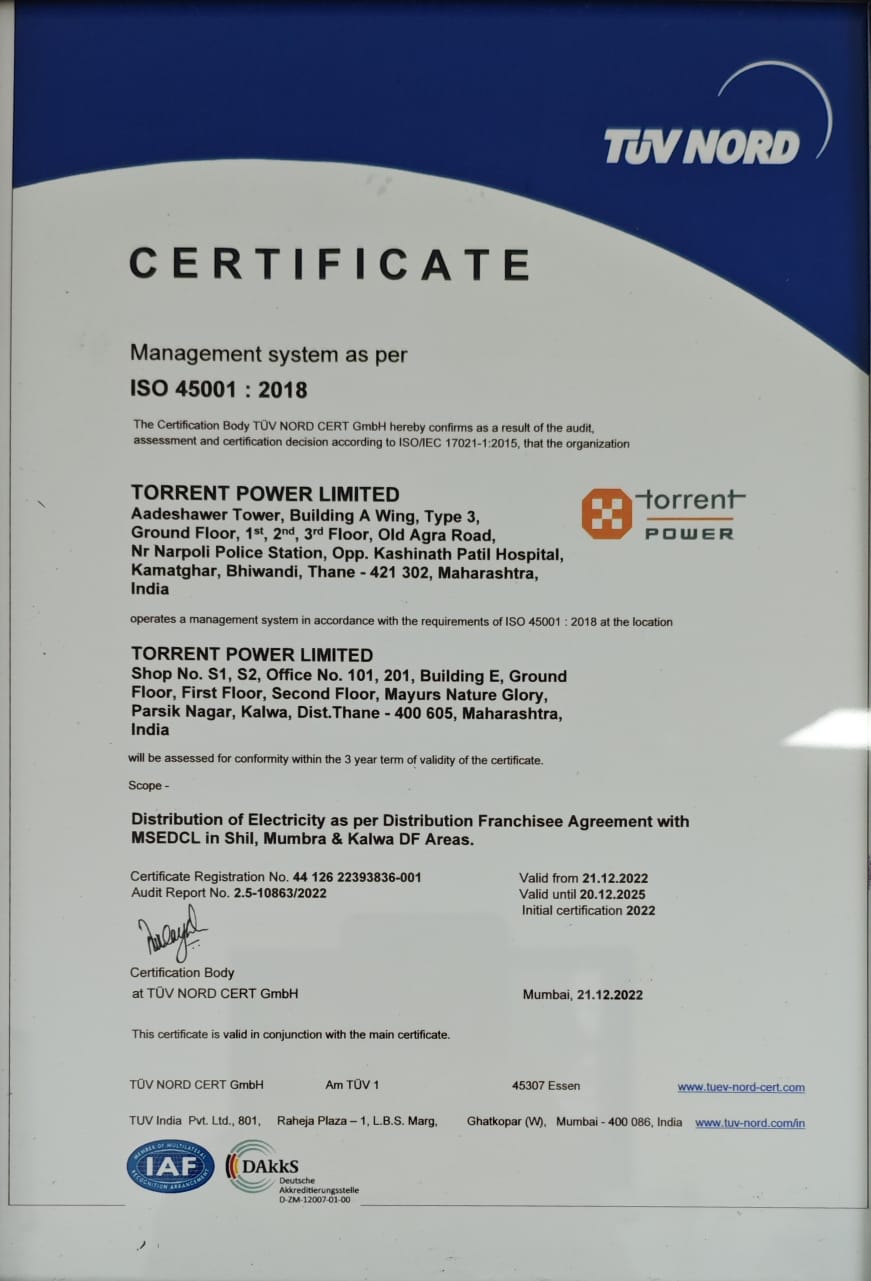 TÜV NORD
CERTIFICATE
Management system as per
ISO 45001 : 2018
The Certification Body TÜV NORD CERT GmbH hereby confirms as a result of the audit,
assessment and certification decision according to ISO/IEC 17021-1:2015, that the organization
TORRENT POWER LIMITED
Aadeshawer Tower, Building A Wing, Type 3,
Ground Floor, 1st, 2nd, 3rd Floor, Old Agra Road,
Nr Narpoli Police Station, Opp. Kashinath Patil Hospital,
Kamatghar, Bhiwandi, Thane - 421 302, Maharashtra,
India
torrent
POWER
operates a management system in accordance with the requirements of ISO 45001 : 2018 at the location
TORRENT POWER LIMITED
Shop No. S1, S2, Office No. 101, 201, Building E, Ground
Floor, First Floor, Second Floor, Mayurs Nature Glory,
Parsik Nagar, Kalwa, Dist.Thane - 400 605, Maharashtra,
India
will be assessed for conformity within the 3 year term of validity of the certificate.
Scope -
Distribution of Electricity as per Distribution Franchisee Agreement with
MSEDCL in Shil, Mumbra & Kalwa DF Areas.
Certificate Registration No. 44 126 22393836-001 Valid from 21.12.2022
Audit Report No. 2.5-10863/2022 Valid until 20.12.2025
Initial certification 2022
Certification Body
at TÜV NORD CERT GmbH Mumbai, 21.12.2022
This certificate is valid in conjunction with the main certificate.
TÜV NORD CERT GmbH Am TÜV 1 45307 Essen www.tuev-nord-cert.com
TUV India Pvt. Ltd., 801, Raheja Plaza – 1, L.B.S. Marg, Ghatkopar (W), Mumbai - 400 086, India www.tuv-nord.com/in
MEMBER OF MULTILATERAL
IAF
RECOGNITION ARRANGEMENT
DAkkS
Deutsche
Akkreditierungsstelle
D-ZM-12007-01-00